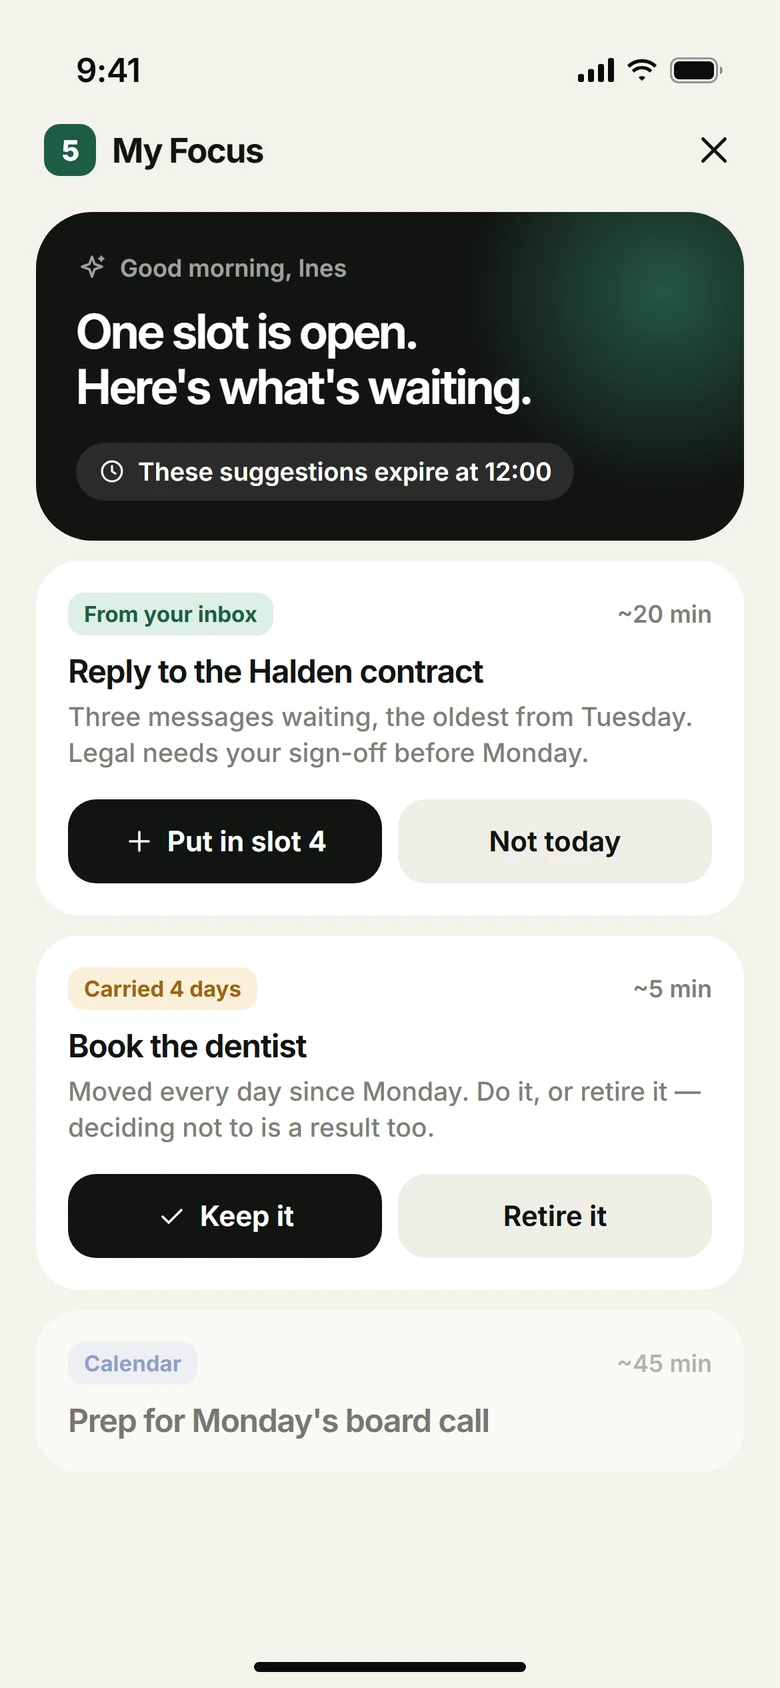 9:41
5 My Focus
Good morning, Ines
One slot is open.
Here's what's waiting.
These suggestions expire at 12:00
From your inbox ~20 min
Reply to the Halden contract
Three messages waiting, the oldest from Tuesday.
Legal needs your sign-off before Monday.
Put in slot 4 Not today
Carried 4 days ~5 min
Book the dentist
Moved every day since Monday. Do it, or retire it —
deciding not to is a result too.
Keep it Retire it
Calendar ~45 min
Prep for Monday's board call